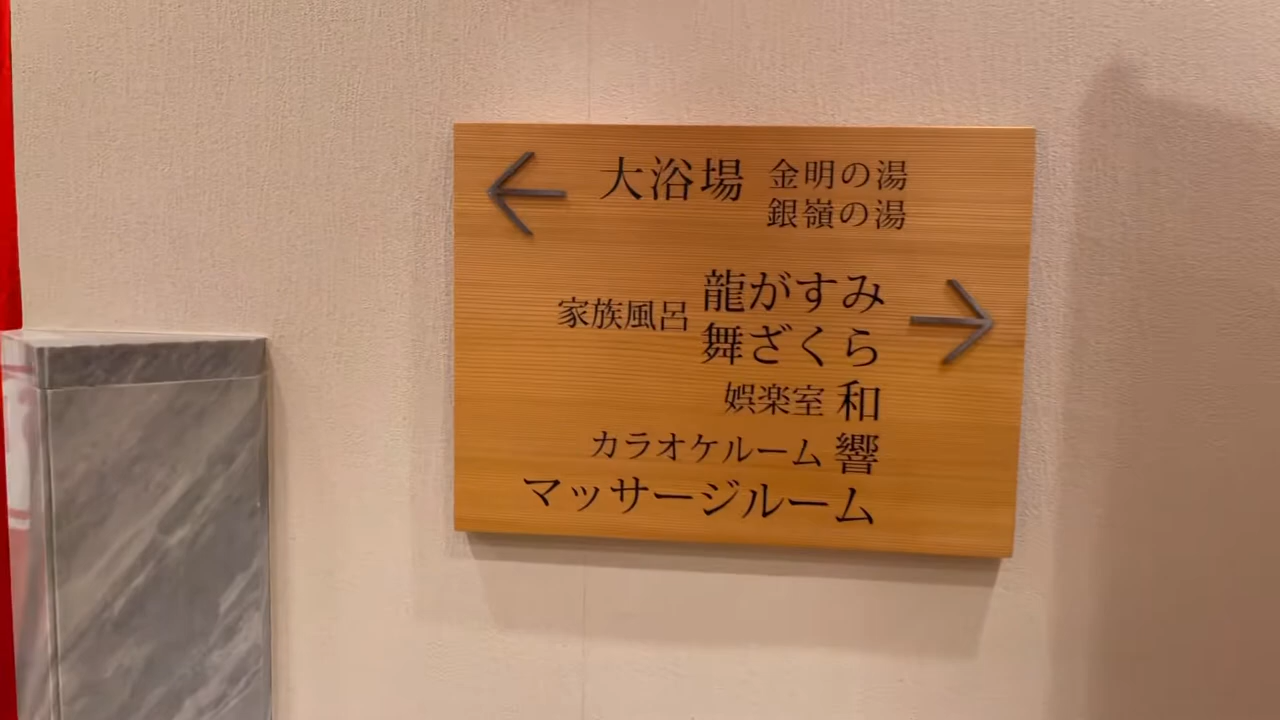 ← 大浴場 金明の湯
銀嶺の湯
家族風呂 龍がすみ →
舞ざくら
娯楽室 和
カラオケルーム 響
マッサージルーム